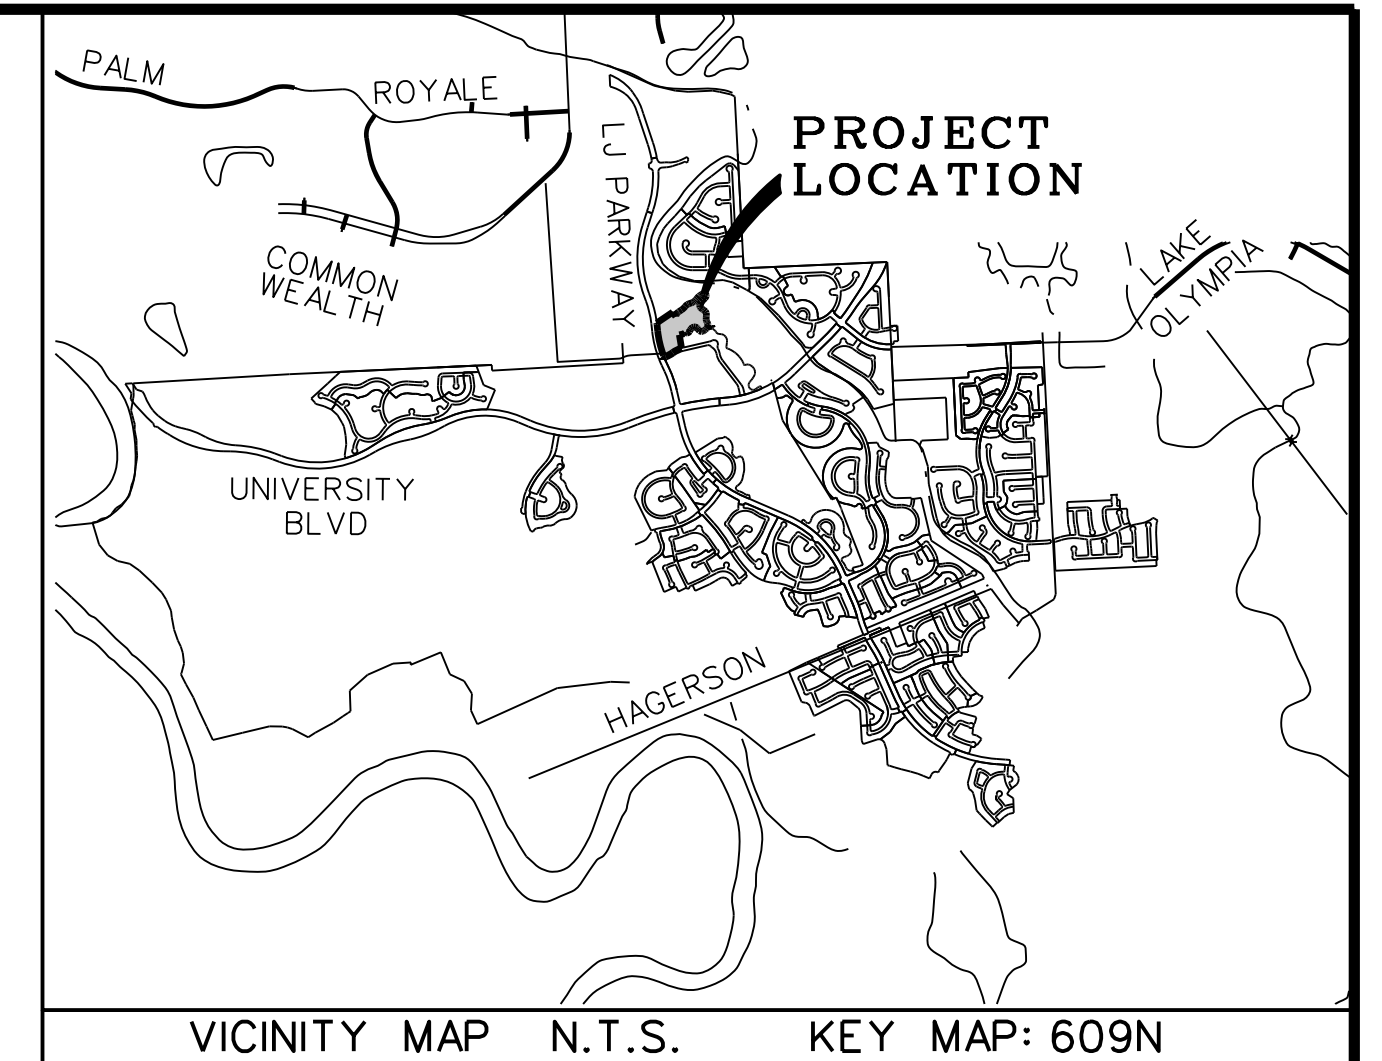 PALM
ROYALE
LJ PARKWAY
PROJECT
LOCATION
COMMON
WEALTH
LAKE
OLYMPIA
UNIVERSITY
BLVD
HAGERSON
VICINITY MAP N.T.S. KEY MAP: 609N